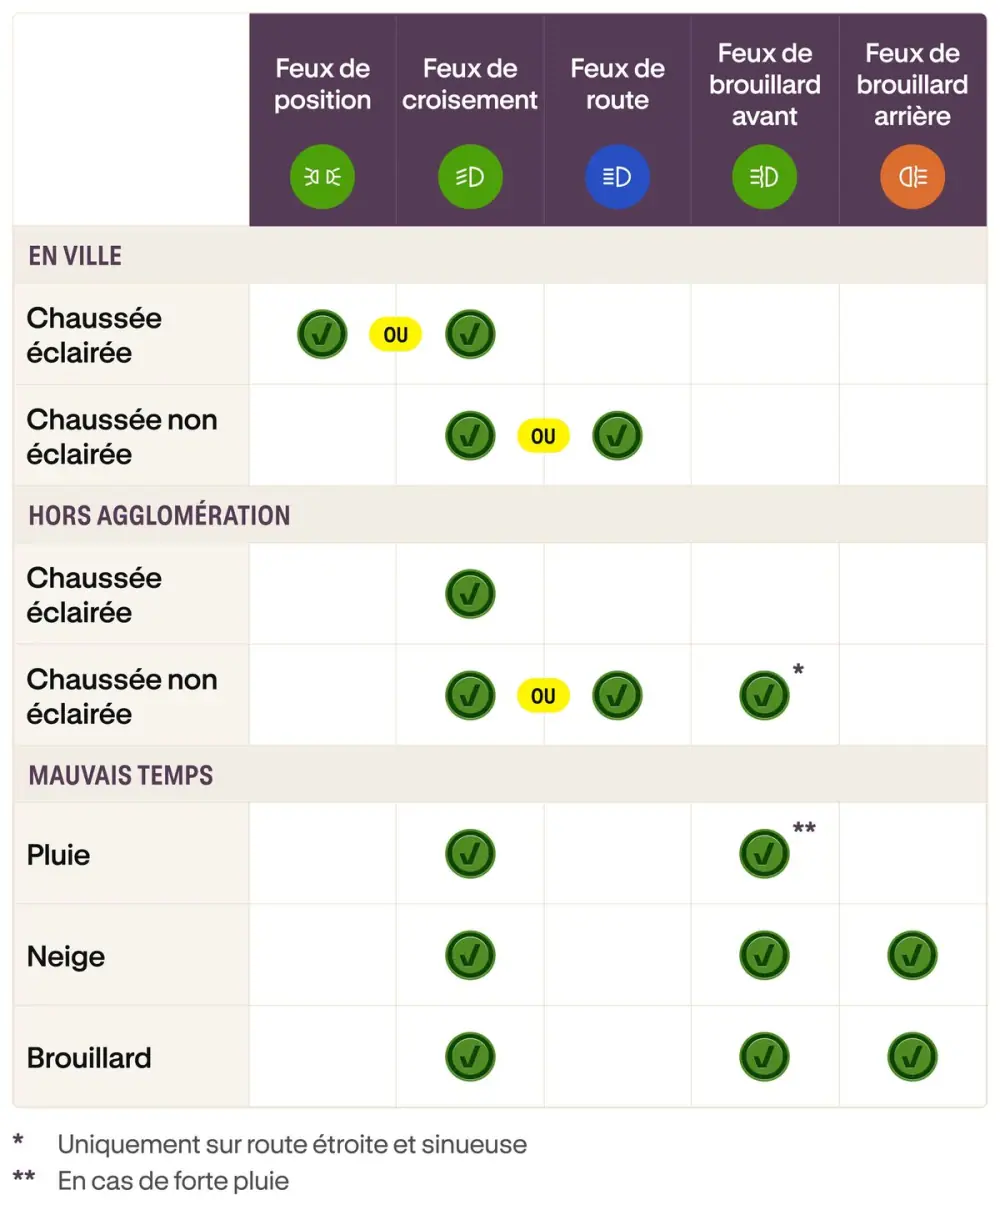 Feux de position
Feux de croisement
Feux de route
Feux de brouillard avant
Feux de brouillard arrière
EN VILLE
Chaussée
éclairée
OU
Chaussée non
éclairée
OU
HORS AGGLOMÉRATION
Chaussée
éclairée
Chaussée non
éclairée
OU
*
MAUVAIS TEMPS
Pluie
**
Neige
Brouillard
* Uniquement sur route étroite et sinueuse
** En cas de forte pluie